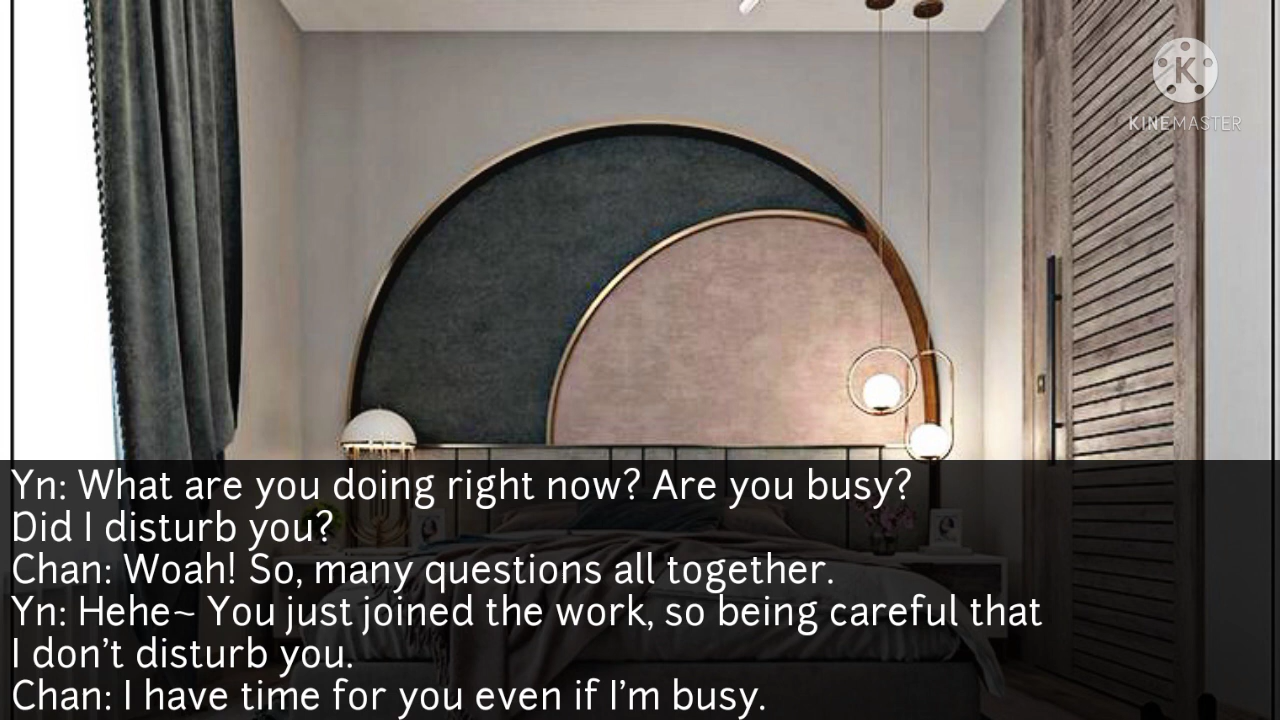 KINEMASTER
Yn: What are you doing right now? Are you busy?
Did I disturb you?
Chan: Woah! So, many questions all together.
Yn: Hehe~ You just joined the work, so being careful that
I don't disturb you.
Chan: I have time for you even if I'm busy.